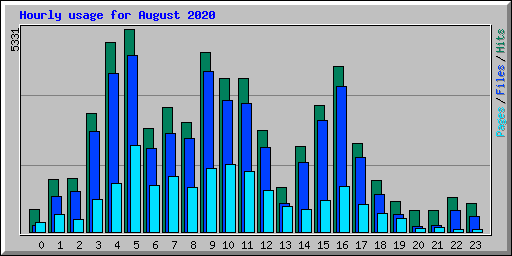 Hourly usage for August 2020
5331
Pages/Files/Hits
0 1 2 3 4 5 6 7 8 9 10 11 12 13 14 15 16 17 18 19 20 21 22 23